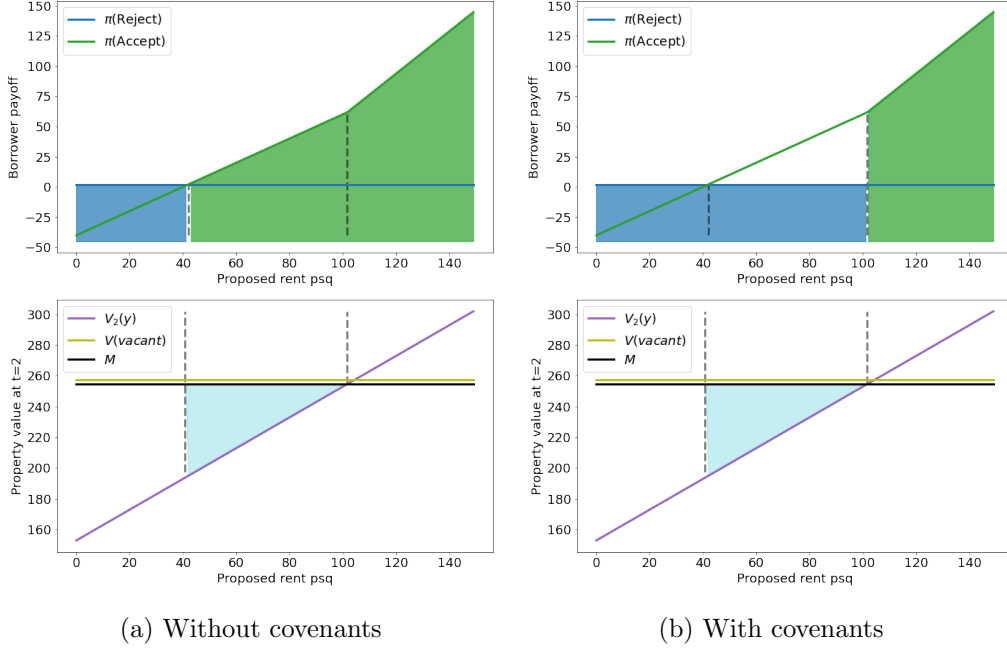 150
125
100
75
50
25
0
−25
−50
Borrower payoff
π(Reject)
π(Accept)
0 20 40 60 80 100 120 140
Proposed rent psq
300
280
260
240
220
200
180
160
Property value at t=2
V₂(y)
V(vacant)
M
0 20 40 60 80 100 120 140
Proposed rent psq
(a) Without covenants
150
125
100
75
50
25
0
−25
−50
Borrower payoff
π(Reject)
π(Accept)
0 20 40 60 80 100 120 140
Proposed rent psq
300
280
260
240
220
200
180
160
Property value at t=2
V₂(y)
V(vacant)
M
0 20 40 60 80 100 120 140
Proposed rent psq
(b) With covenants